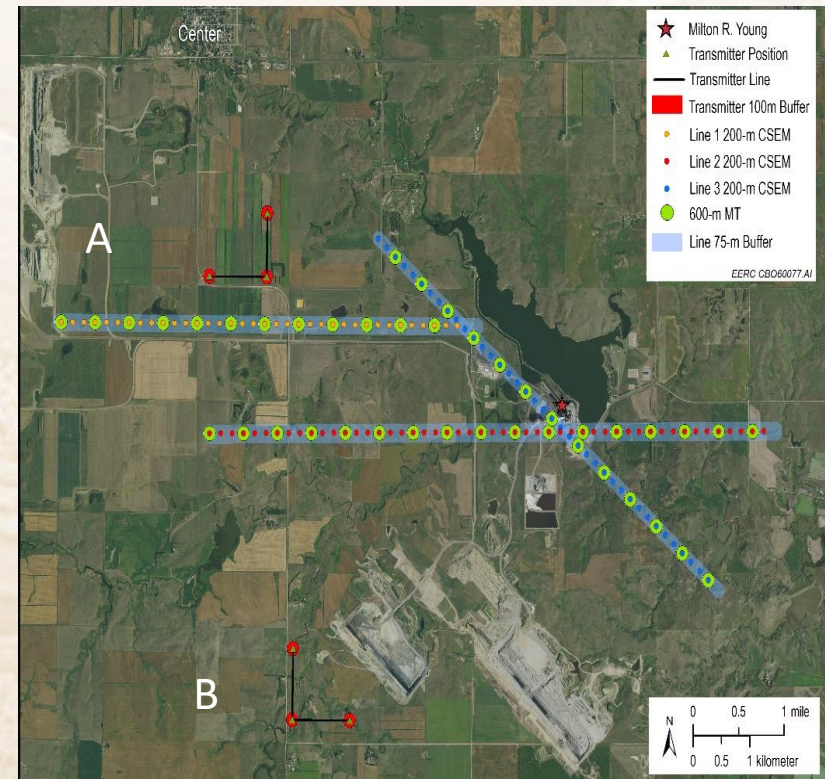 Center
Milton R. Young
Transmitter Position
Transmitter Line
Transmitter 100m Buffer
Line 1 200-m CSEM
Line 2 200-m CSEM
Line 3 200-m CSEM
600-m MT
Line 75-m Buffer
EERC CBO60077.AI
A
B
N
0 0.5 1 mile
0 0.5 1 kilometer